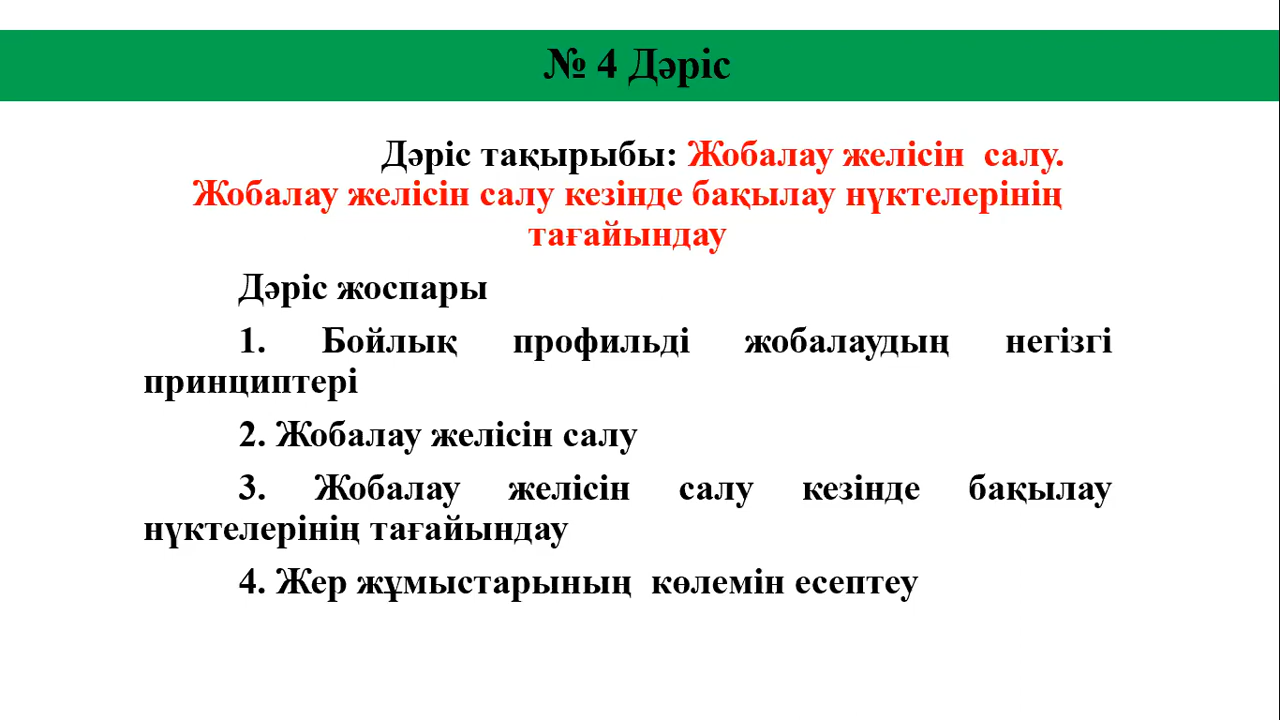 № 4 Дәріс
Дәріс тақырыбы: Жобалау желісін салу.
Жобалау желісін салу кезінде бақылау нүктелерінің
тағайындау
Дәріс жоспары
1. Бойлық профильді жобалаудың негізгі
принциптері
2. Жобалау желісін салу
3. Жобалау желісін салу кезінде бақылау
нүктелерінің тағайындау
4. Жер жұмыстарының көлемін есептеу